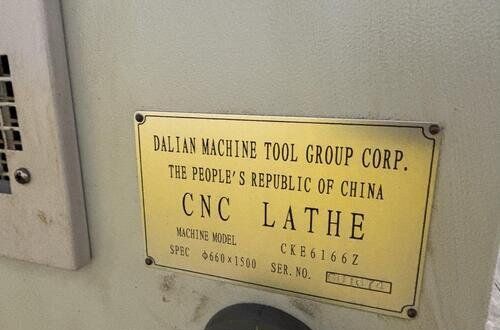 DALIAN MACHINE TOOL GROUP CORP.
THE PEOPLE'S REPUBLIC OF CHINA
CNC LATHE
MACHINE MODEL CKE6166Z
SPEC Φ660×1500 SER.NO.